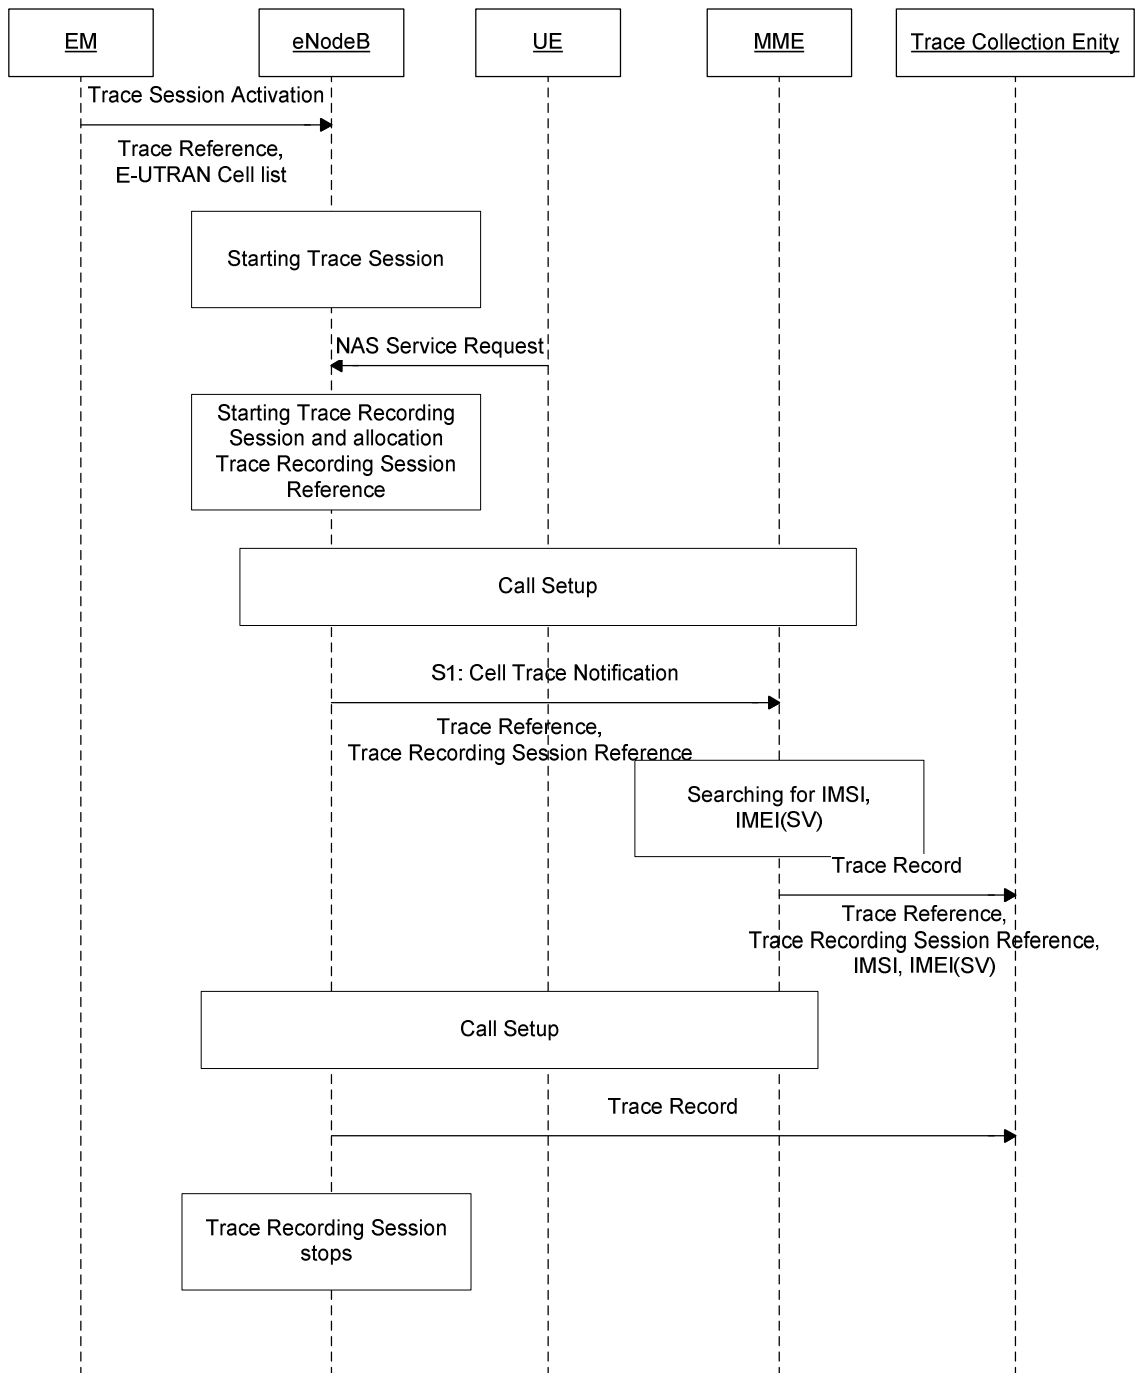 EM
eNodeB
UE
MME
Trace Collection Enity
Trace Session Activation
Trace Reference,
E-UTRAN Cell list
Starting Trace Session
NAS Service Request
Starting Trace Recording
Session and allocation
Trace Recording Session
Reference
Call Setup
S1: Cell Trace Notification
Trace Reference,
Trace Recording Session Reference
Searching for IMSI,
IMEI(SV)
Trace Record
Trace Reference,
Trace Recording Session Reference,
IMSI, IMEI(SV)
Call Setup
Trace Record
Trace Recording Session
stops